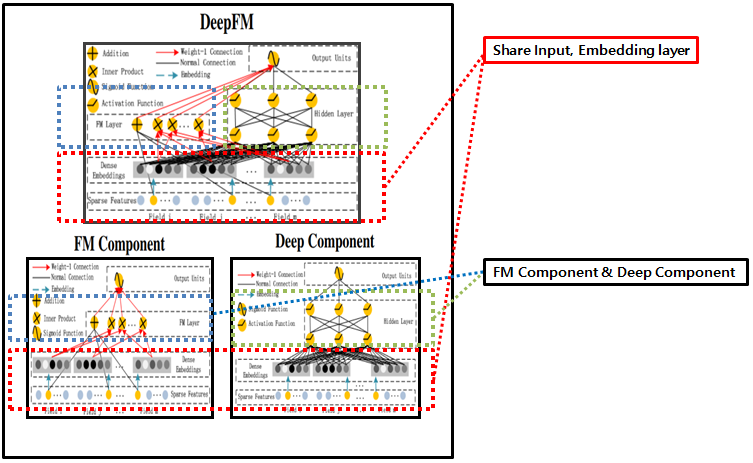 DeepFM
Addition
Inner Product
Sigmoid Function
Activation Function
Weight-1 Connection
Normal Connection
Embedding
Output Units
FM Layer
Hidden Layer
Dense
Embeddings
Sparse Features
Field i
Field j
...
Field m
Share Input, Embedding layer
FM Component & Deep Component
FM Component
Weight-1 Connection
Normal Connection
Embedding
Addition
Inner Product
Sigmoid Function
Output Units
FM Layer
Dense
Embeddings
Sparse Features
Deep Component
Weight-1 Connection
Normal Connection
Embedding
Sigmoid Function
Activation Function
Output Units
Hidden Layer
Dense
Embeddings
Sparse Features